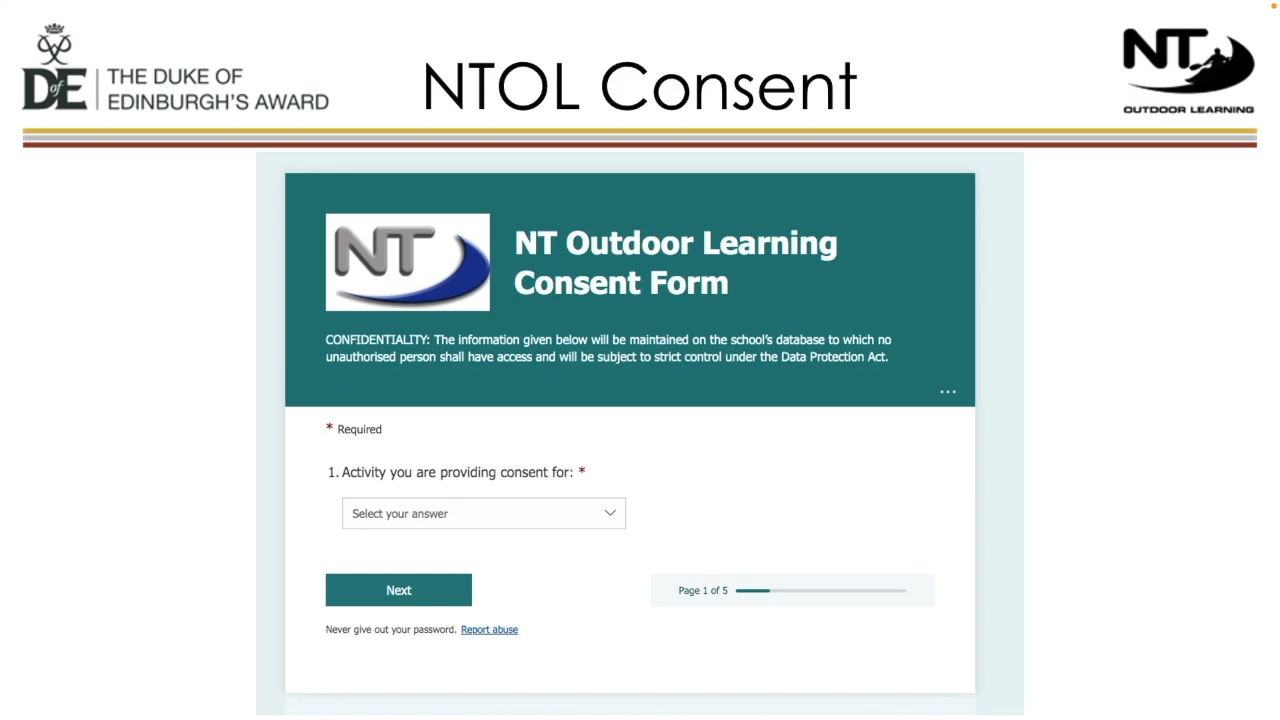 DofE
THE DUKE OF
EDINBURGH'S AWARD
NTOL Consent
NT
OUTDOOR LEARNING
NT
NT Outdoor Learning
Consent Form
CONFIDENTIALITY: The information given below will be maintained on the school's database to which no
unauthorised person shall have access and will be subject to strict control under the Data Protection Act.
...
* Required
1. Activity you are providing consent for: *
Select your answer
Next
Page 1 of 5
Never give out your password. Report abuse